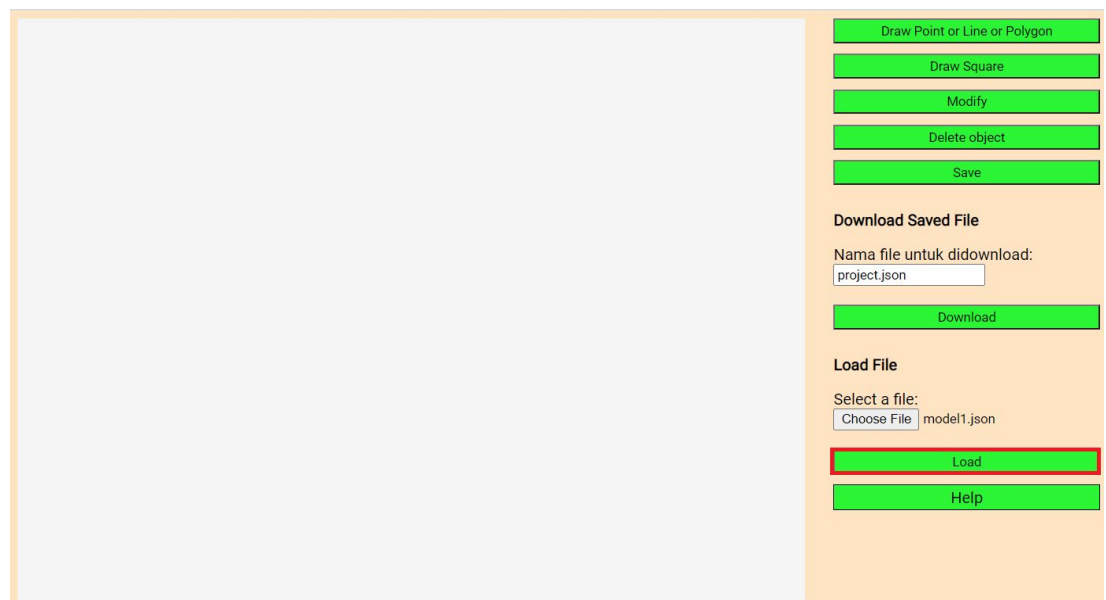 Draw Point or Line or Polygon
Draw Square
Modify
Delete object
Save
Download Saved File
Nama file untuk didownload:
project.json
Download
Load File
Select a file:
Choose File model1.json
Load
Help